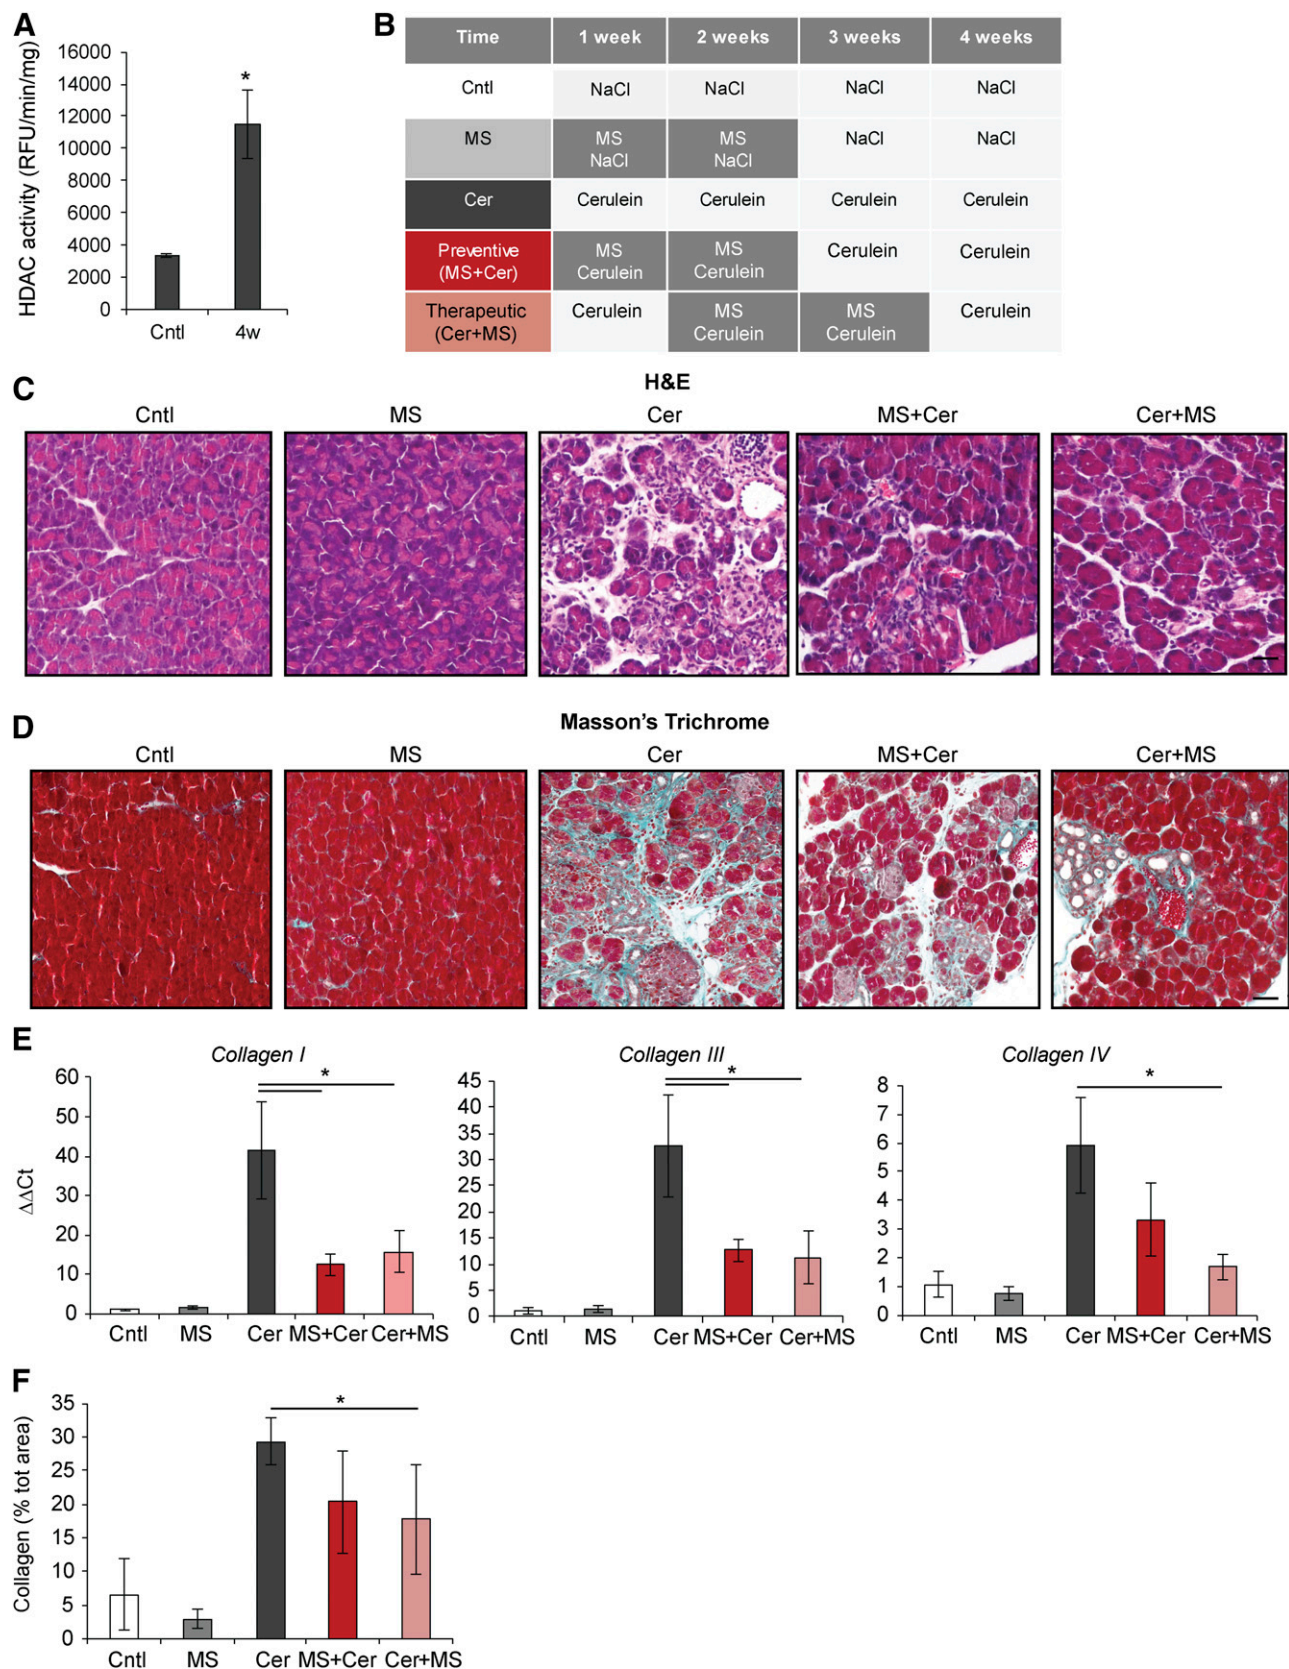 A
HDAC activity (RFU/min/mg)
16000
14000
12000
10000
8000
6000
4000
2000
0
*
Cntl 4w
B
Time 1 week 2 weeks 3 weeks 4 weeks
Cntl NaCl NaCl NaCl NaCl
MS MS NaCl MS NaCl NaCl NaCl
Cer Cerulein Cerulein Cerulein Cerulein
Preventive (MS+Cer) MS Cerulein MS Cerulein Cerulein Cerulein
Therapeutic (Cer+MS) Cerulein MS Cerulein MS Cerulein Cerulein
C
H&E
Cntl MS Cer MS+Cer Cer+MS
D
Masson's Trichrome
Cntl MS Cer MS+Cer Cer+MS
E
Collagen I
ΔΔCt
60
50
40
30
20
10
0
*
Cntl MS Cer MS+Cer Cer+MS
Collagen III
45
40
35
30
25
20
15
10
5
0
*
Cntl MS Cer MS+Cer Cer+MS
Collagen IV
8
7
6
5
4
3
2
1
0
*
Cntl MS Cer MS+Cer Cer+MS
F
Collagen (% tot area)
35
30
25
20
15
10
5
0
*
Cntl MS Cer MS+Cer Cer+MS